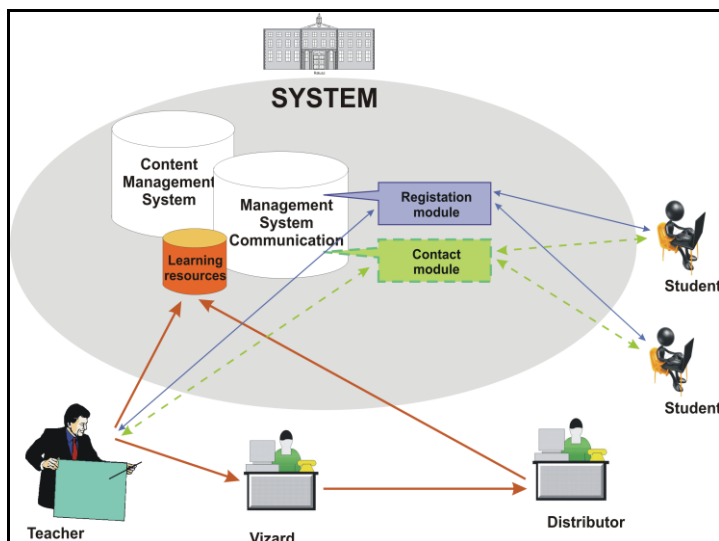 SYSTEM
Content
Management
System
Management
System
Communication
Learning
resources
Registation
module
Contact
module
Student
Student
Teacher
Vizard
Distributor